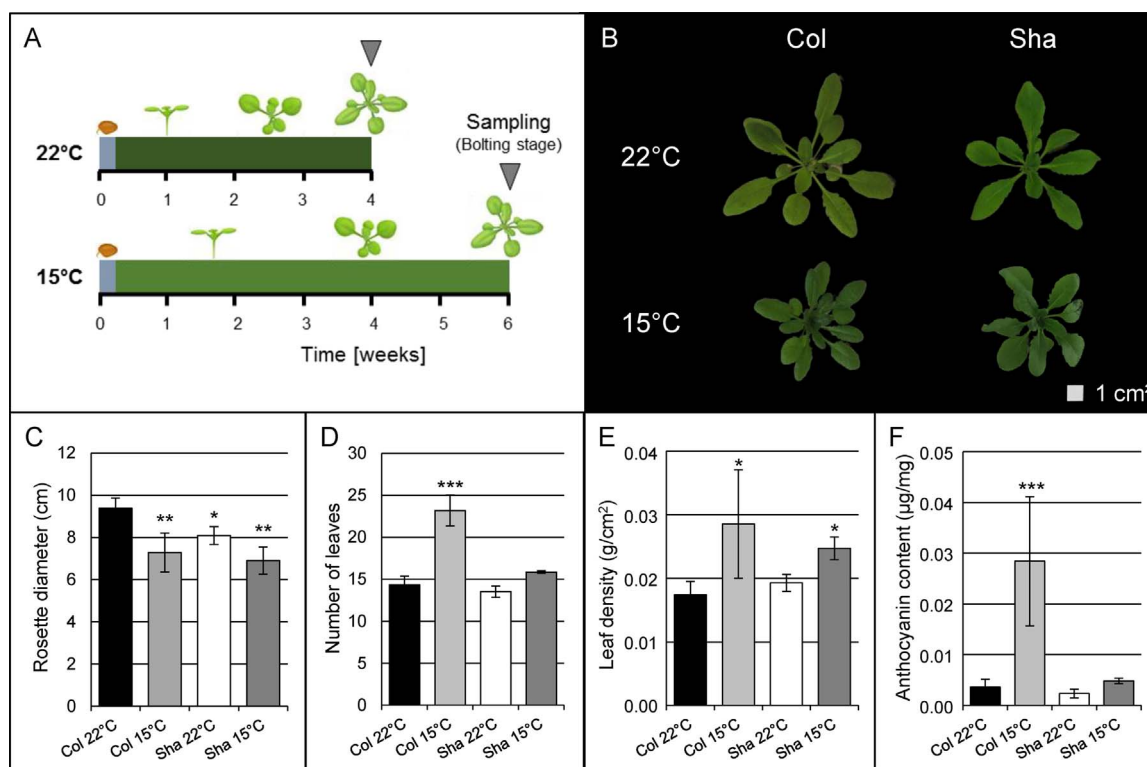 A
22°C
0 1 2 3 4
Sampling
(Bolting stage)
15°C
0 1 2 3 4 5 6
Time [weeks]
B
Col Sha
22°C
15°C
1 cm²
C
Rosette diameter (cm)
12
10
8
6
4
2
0
** * **
Col 22°C Col 15°C Sha 22°C Sha 15°C
D
Number of leaves
30
25
20
15
10
5
0
***
Col 22°C Col 15°C Sha 22°C Sha 15°C
E
Leaf density (g/cm²)
0.04
0.03
0.02
0.01
0.00
* *
Col 22°C Col 15°C Sha 22°C Sha 15°C
F
Anthocyanin content (µg/mg)
0.05
0.04
0.03
0.02
0.01
0.005
0.00
***
Col 22°C Col 15°C Sha 22°C Sha 15°C